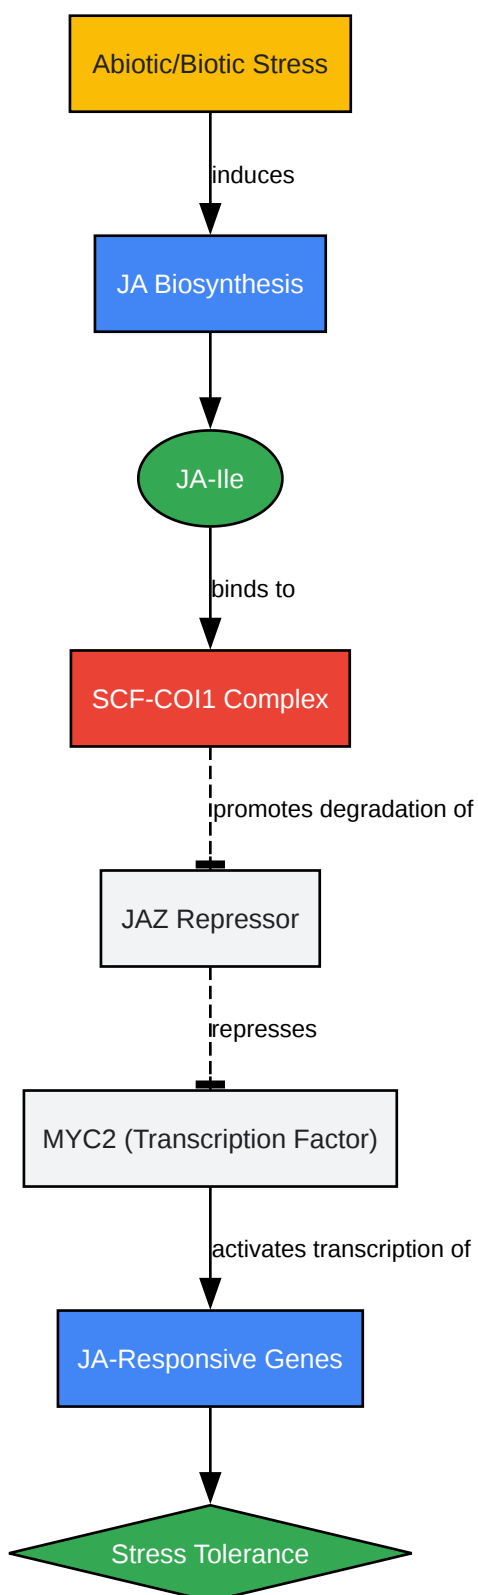 Abiotic/Biotic Stress
induces
JA Biosynthesis
JA-Ile
binds to
SCF-COI1 Complex
promotes degradation of
JAZ Repressor
represses
MYC2 (Transcription Factor)
activates transcription of
JA-Responsive Genes
Stress Tolerance